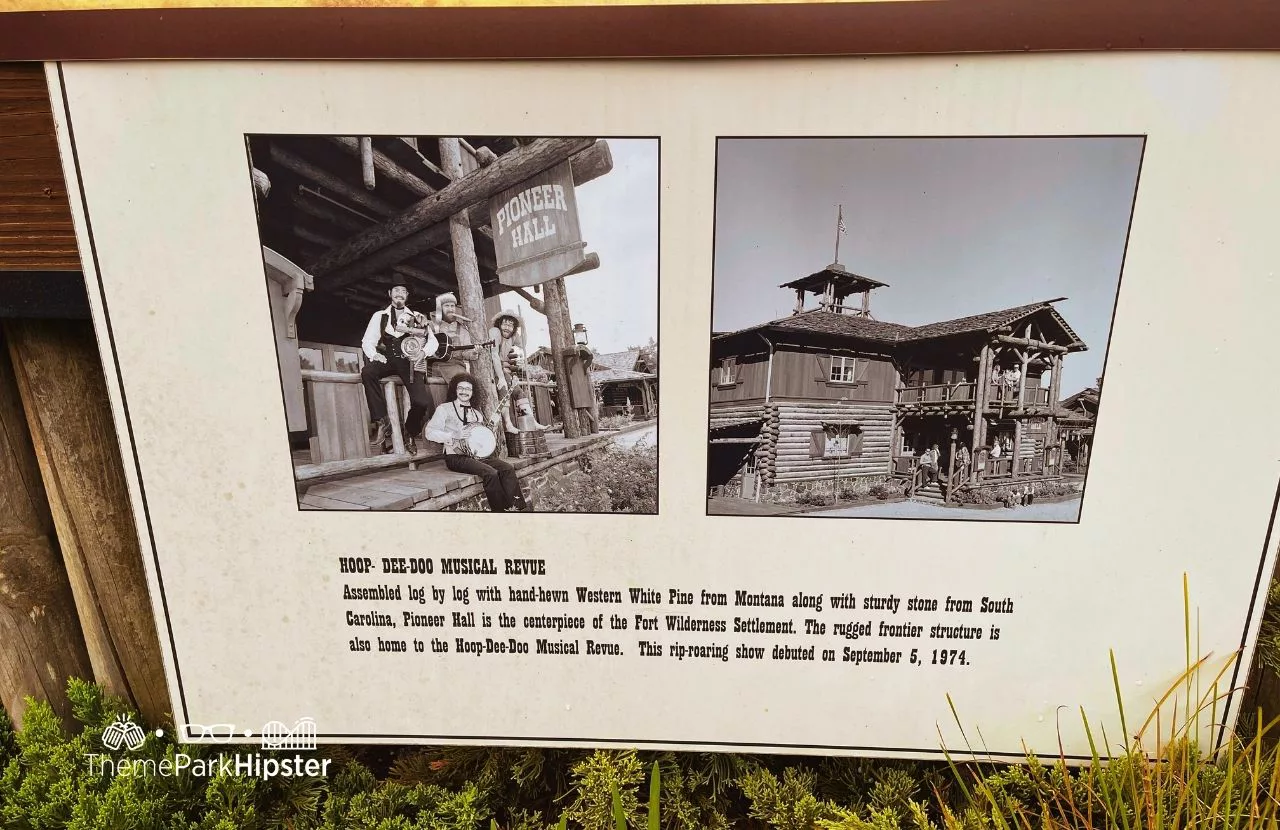 PIONEER
HALL
HOOP- DEE-DOO MUSICAL REVUE
Assembled log by log with hand-hewn Western White Pine from Montana along with sturdy stone from South
Carolina, Pioneer Hall is the centerpiece of the Fort Wilderness Settlement. The rugged frontier structure is
also home to the Hoop-Dee-Doo Musical Revue. This rip-roaring show debuted on September 5, 1974.
ThemeParkHipster